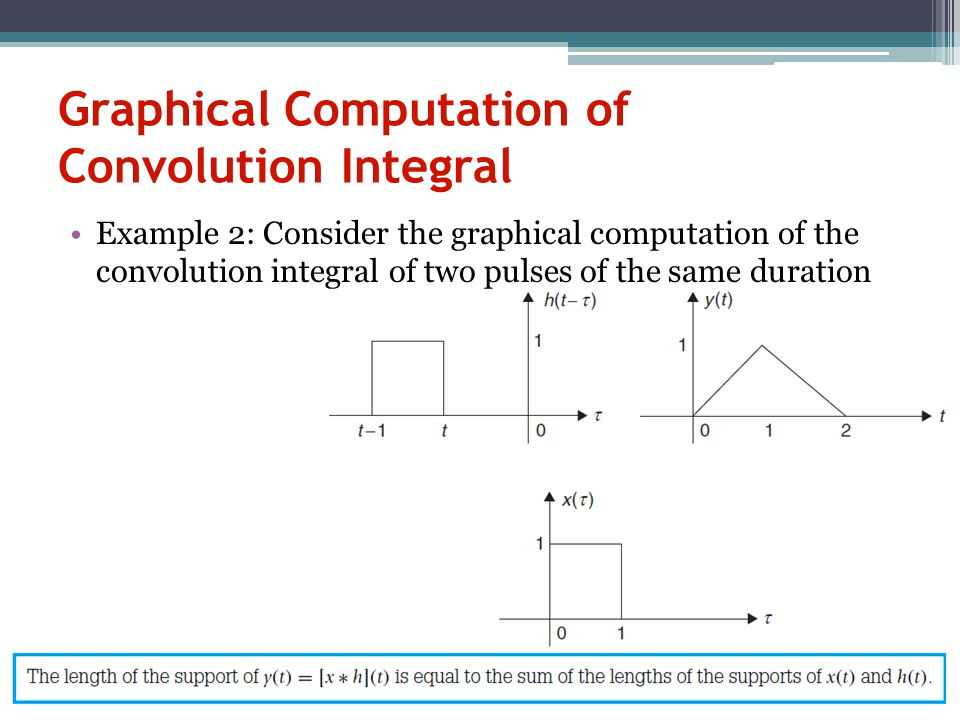 Graphical Computation of
Convolution Integral
• Example 2: Consider the graphical computation of the
convolution integral of two pulses of the same duration
h(t− τ)
1
t−1 t 0 τ
y(t)
1
0 1 2 t
x(τ)
1
0 1 τ
The length of the support of y(t) = [x ∗ h](t) is equal to the sum of the lengths of the supports of x(t) and h(t).